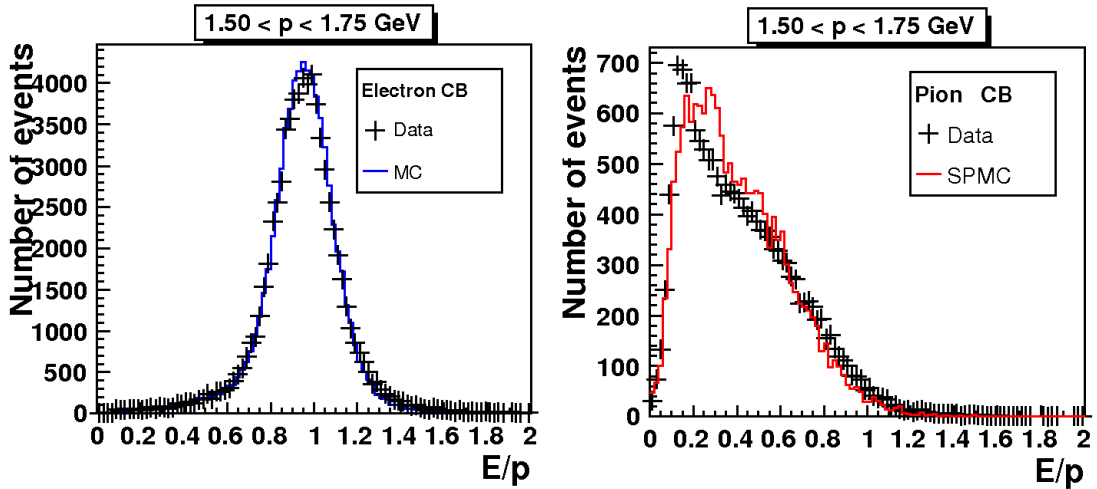 1.50 < p < 1.75 GeV
Number of events
4000
3500
3000
2500
2000
1500
1000
500
0
Electron CB
Data
MC
0 0.2 0.4 0.6 0.8 1 1.2 1.4 1.6 1.8 2
E/p
1.50 < p < 1.75 GeV
Number of events
700
600
500
400
300
200
100
0
Pion CB
Data
SPMC
0 0.2 0.4 0.6 0.8 1 1.2 1.4 1.6 1.8 2
E/p